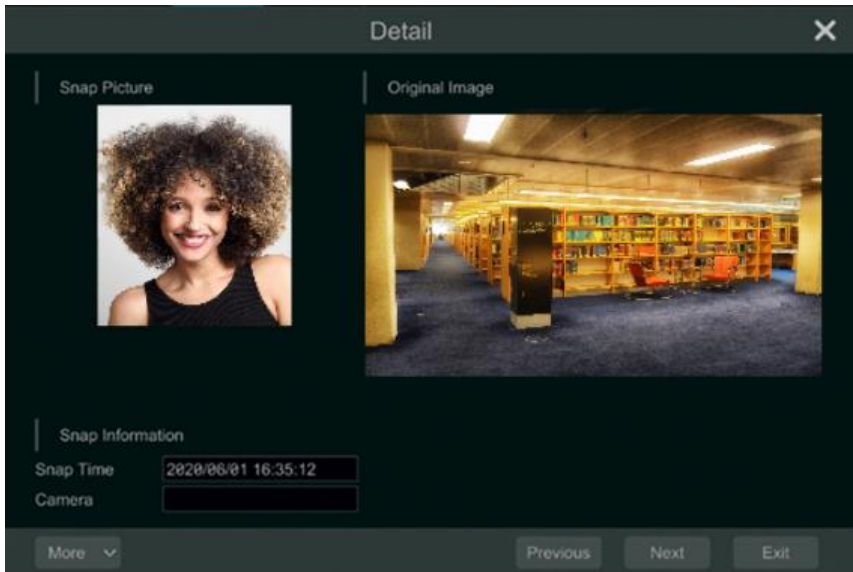 Detail
Snap Picture
Original Image
Snap Information
Snap Time 2020/06/01 16:35:12
Camera
More
Previous Next Exit